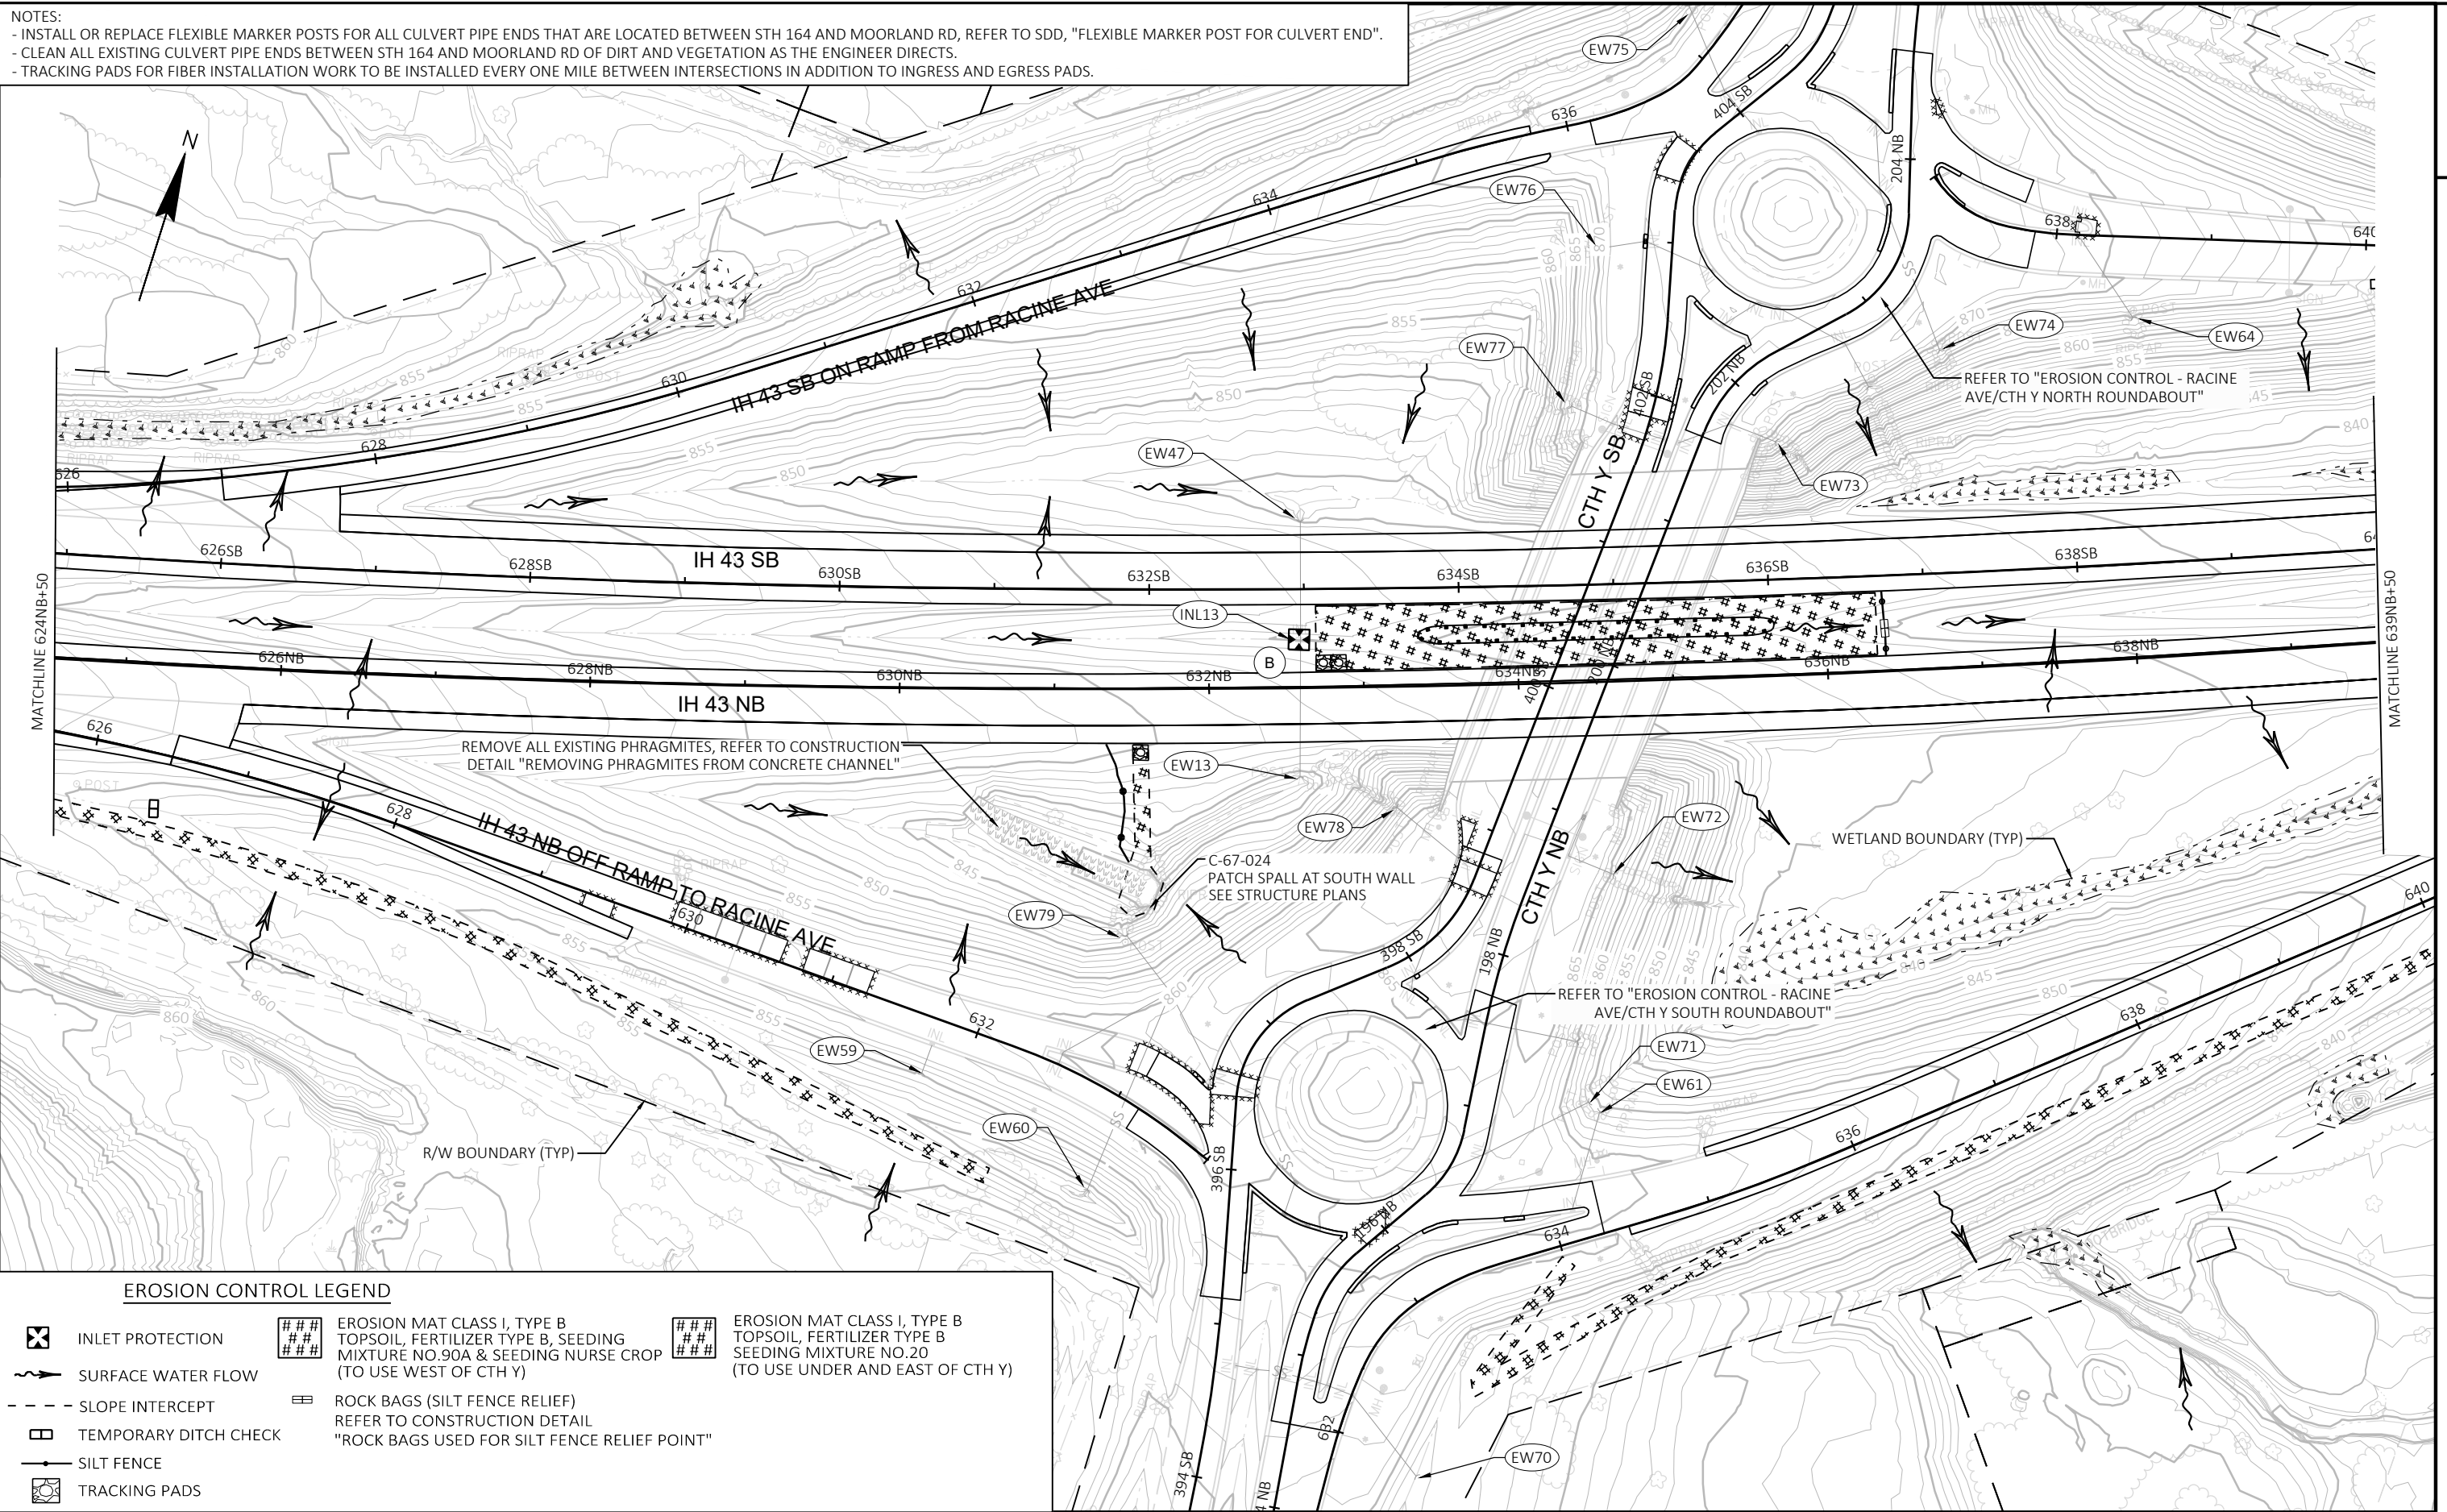 NOTES:
- INSTALL OR REPLACE FLEXIBLE MARKER POSTS FOR ALL CULVERT PIPE ENDS THAT ARE LOCATED BETWEEN STH 164 AND MOORLAND RD, REFER TO SDD, "FLEXIBLE MARKER POST FOR CULVERT END".
- CLEAN ALL EXISTING CULVERT PIPE ENDS BETWEEN STH 164 AND MOORLAND RD OF DIRT AND VEGETATION AS THE ENGINEER DIRECTS.
- TRACKING PADS FOR FIBER INSTALLATION WORK TO BE INSTALLED EVERY ONE MILE BETWEEN INTERSECTIONS IN ADDITION TO INGRESS AND EGRESS PADS.
N
EW75
404 SB
636
204 NB
EW76
634
638
640
632
IH 43 SB ON RAMP FROM RACINE AVE
630
628
626
EW77
EW74
EW64
REFER TO "EROSION CONTROL - RACINE
AVE/CTH Y NORTH ROUNDABOUT"
402 SB
202 NB
EW47
EW73
CTH Y SB
MATCHLINE 624NB+50
626SB
628SB
IH 43 SB
630SB
632SB
634SB
636SB
638SB
INL13
B
626NB
628NB
630NB
632NB
634NB
636NB
638NB
MATCHLINE 639NB+50
IH 43 NB
626
REMOVE ALL EXISTING PHRAGMITES, REFER TO CONSTRUCTION
DETAIL "REMOVING PHRAGMITES FROM CONCRETE CHANNEL"
EW13
628
IH 43 NB OFF RAMP TO RACINE AVE
EW78
EW72
WETLAND BOUNDARY (TYP)
C-67-024
PATCH SPALL AT SOUTH WALL
SEE STRUCTURE PLANS
CTH Y NB
EW79
630
398 SB
198 NB
640
REFER TO "EROSION CONTROL - RACINE
AVE/CTH Y SOUTH ROUNDABOUT"
632
638
EW59
EW71
EW61
EW60
636
R/W BOUNDARY (TYP)
396 SB
196 NB
634
632
EW70
394 SB
EROSION CONTROL LEGEND
INLET PROTECTION
SURFACE WATER FLOW
SLOPE INTERCEPT
TEMPORARY DITCH CHECK
SILT FENCE
TRACKING PADS
EROSION MAT CLASS I, TYPE B
TOPSOIL, FERTILIZER TYPE B, SEEDING
MIXTURE NO.90A & SEEDING NURSE CROP
(TO USE WEST OF CTH Y)
ROCK BAGS (SILT FENCE RELIEF)
REFER TO CONSTRUCTION DETAIL
"ROCK BAGS USED FOR SILT FENCE RELIEF POINT"
EROSION MAT CLASS I, TYPE B
TOPSOIL, FERTILIZER TYPE B
SEEDING MIXTURE NO.20
(TO USE UNDER AND EAST OF CTH Y)